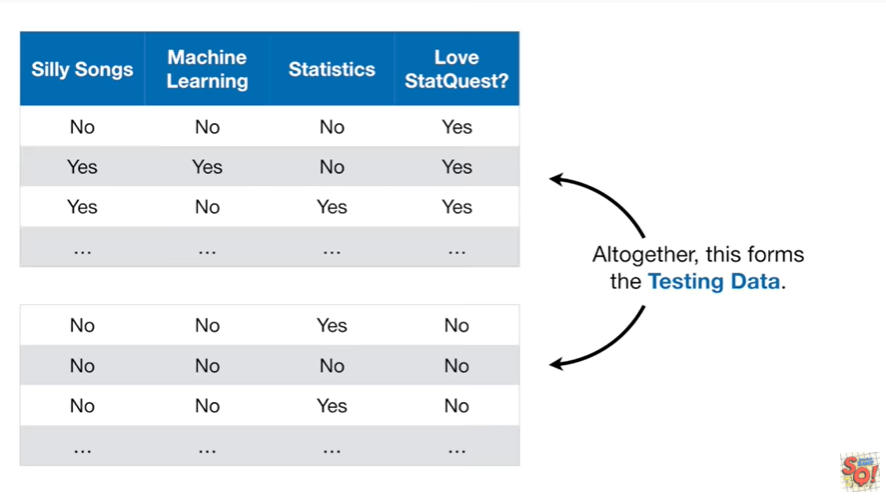 Silly Songs Machine Learning Statistics Love StatQuest?
No No No Yes
Yes Yes No Yes
Yes No Yes Yes
... ... ... ...
No No Yes No
No No No No
No No Yes No
... ... ... ...
Altogether, this forms
the Testing Data.
SQ!